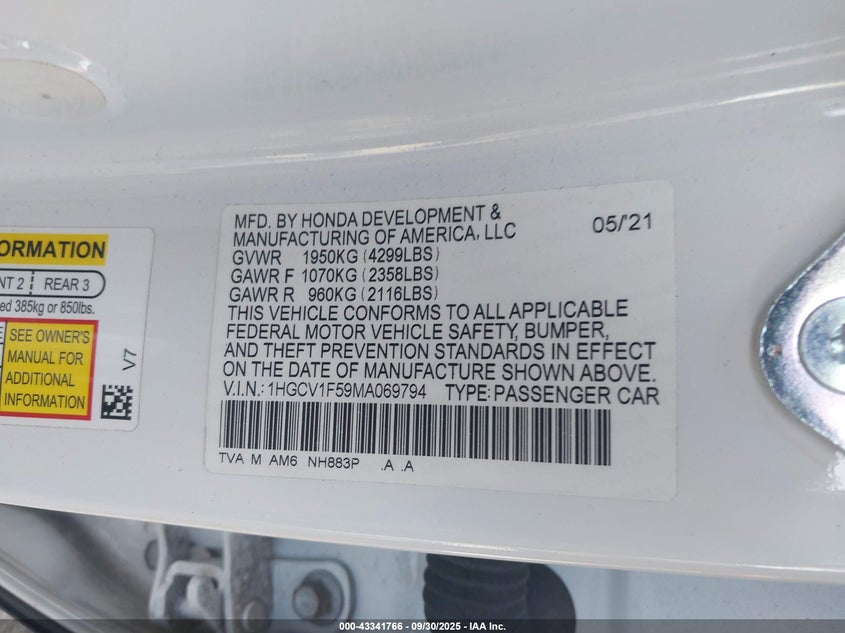 ORMATION
NT 2 REAR 3
ed 385kg or 850lbs.
SEE OWNER'S
MANUAL FOR
ADDITIONAL
INFORMATION
V7
MFD. BY HONDA DEVELOPMENT & 05/'21
MANUFACTURING OF AMERICA, LLC
GVWR 1950KG (4299LBS)
GAWR F 1070KG (2358LBS)
GAWR R 960KG (2116LBS)
THIS VEHICLE CONFORMS TO ALL APPLICABLE
FEDERAL MOTOR VEHICLE SAFETY, BUMPER,
AND THEFT PREVENTION STANDARDS IN EFFECT
ON THE DATE OF MANUFACTURE SHOWN ABOVE.
V.I.N.: 1HGCV1F59MA069794 TYPE: PASSENGER CAR
TVA M AM6 NH883P .A .A
000-43341766 - 09/30/2025 - IAA Inc.